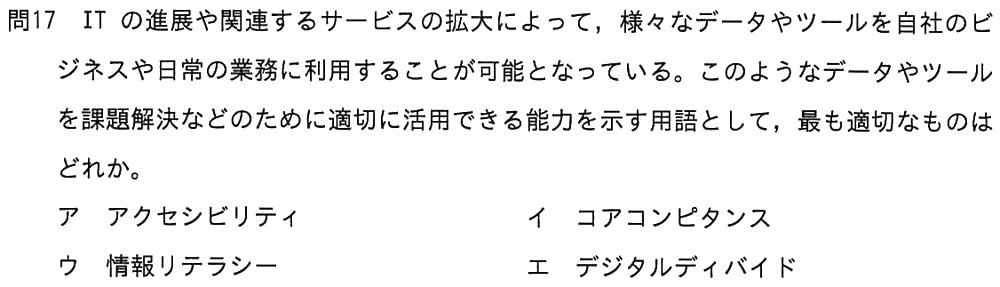 問17　IT の進展や関連するサービスの拡大によって，様々なデータやツールを自社のビ
ジネスや日常の業務に利用することが可能となっている。このようなデータやツール
を課題解決などのために適切に活用できる能力を示す用語として，最も適切なものは
どれか。
ア　アクセシビリティ　イ　コアコンピタンス
ウ　情報リテラシー　エ　デジタルディバイド